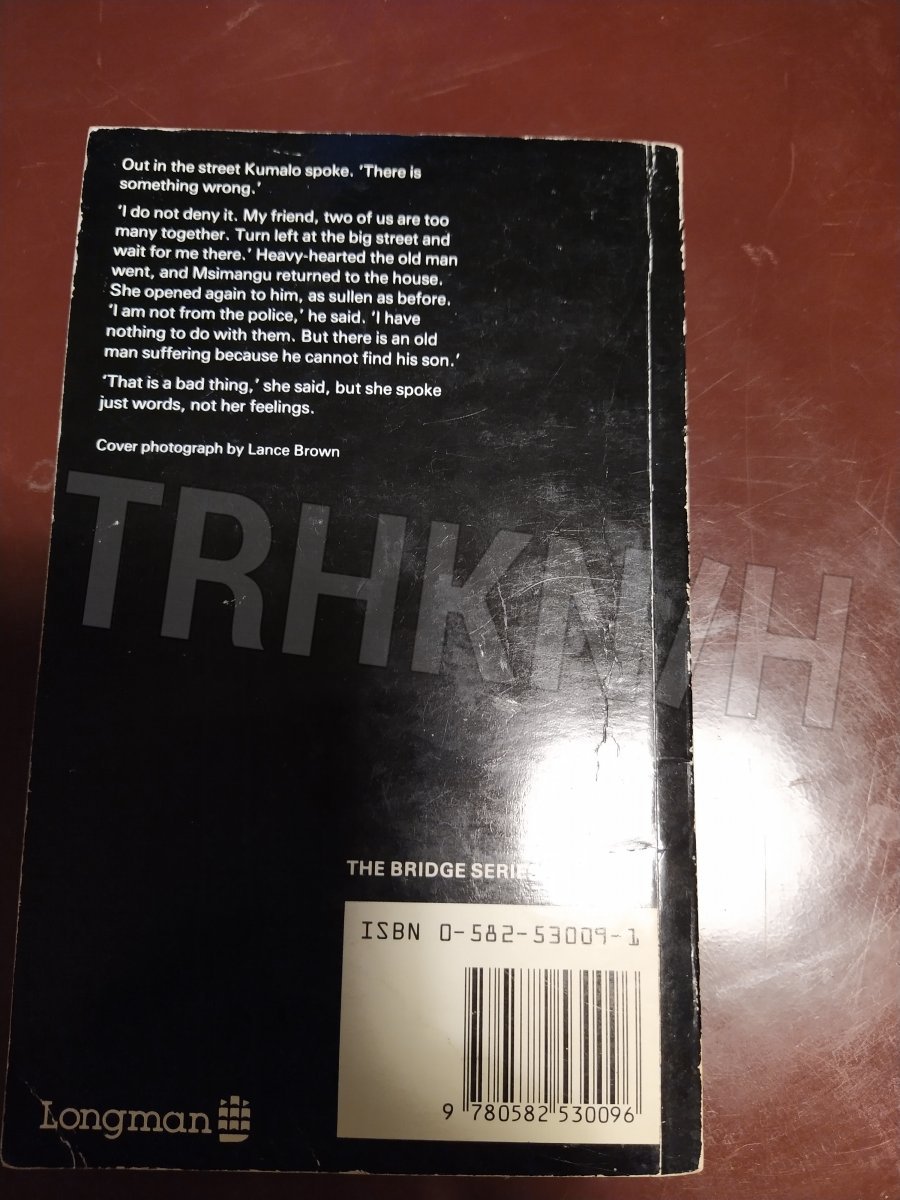 Out in the street Kumalo spoke. ‘There is
something wrong.’
‘I do not deny it. My friend, two of us are too
many together. Turn left at the big street and
wait for me there.’ Heavy-hearted the old man
went, and Msimangu returned to the house.
She opened again to him, as sullen as before.
‘I am not from the police,’ he said. ‘I have
nothing to do with them. But there is an old
man suffering because he cannot find his son.’
‘That is a bad thing,’ she said, but she spoke
just words, not her feelings.
Cover photograph by Lance Brown
TRHKNVH
THE BRIDGE SERIES
ISBN 0-582-53009-1
9 780582 530096
Longman